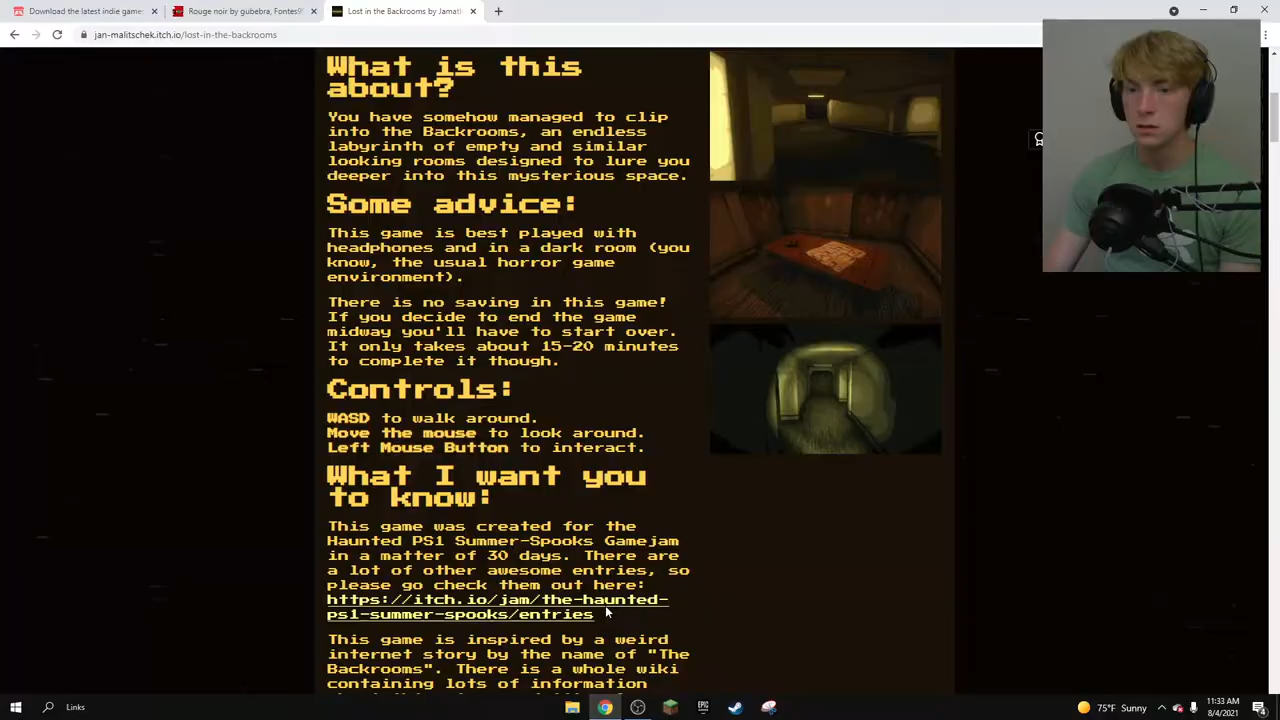 Download the latest indie games
Rouge noir by gubebra, Fontes9
Lost in the Backrooms by Jamatl
jan-malitschek.itch.io/lost-in-the-backrooms
What is this
about?
You have somehow managed to clip
into the Backrooms, an endless
labyrinth of empty and similar
looking rooms designed to lure you
deeper into this mysterious space.
Some advice:
This game is best played with
headphones and in a dark room (you
know, the usual horror game
environment).
There is no saving in this game!
If you decide to end the game
midway you'll have to start over.
It only takes about 15-20 minutes
to complete it though.
Controls:
WASD to walk around.
Move the mouse to look around.
Left Mouse Button to interact.
What I want you
to know:
This game was created for the
Haunted PS1 Summer-Spooks Gamejam
in a matter of 30 days. There are
a lot of other awesome entries, so
please go check them out here:
https://itch.io/jam/the-haunted-
ps1-summer-spooks/entries
This game is inspired by a weird
internet story by the name of "The
Backrooms". There is a whole wiki
containing lots of information
Links
EPIC
75°F Sunny
11:33 AM
8/4/2021
4